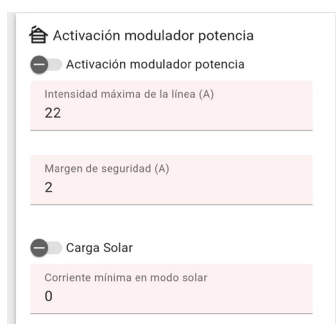 Activación modulador potencia
Activación modulador potencia
Intensidad máxima de la línea (A)
22
Margen de seguridad (A)
2
Carga Solar
Corriente mínima en modo solar
0